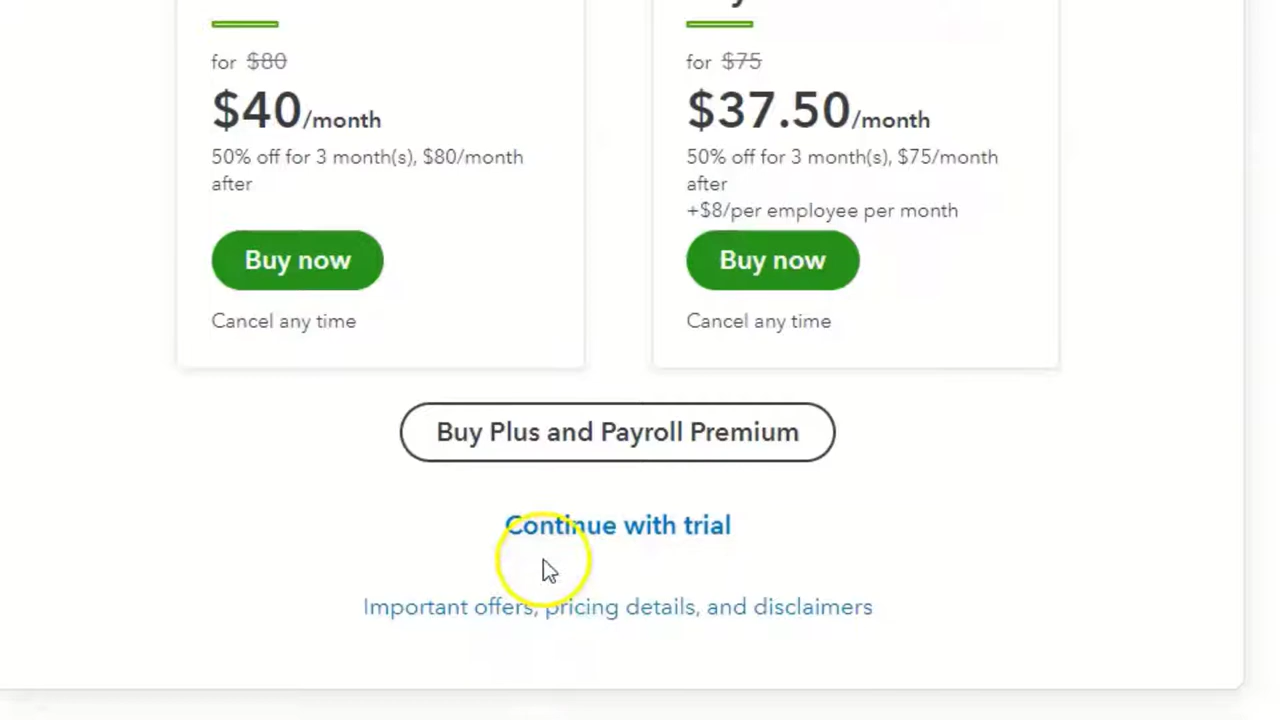 for $80
$40/month
50% off for 3 month(s), $80/month
after
Buy now
Cancel any time
for $75
$37.50/month
50% off for 3 month(s), $75/month
after
+$8/per employee per month
Buy now
Cancel any time
Buy Plus and Payroll Premium
Continue with trial
Important offers, pricing details, and disclaimers